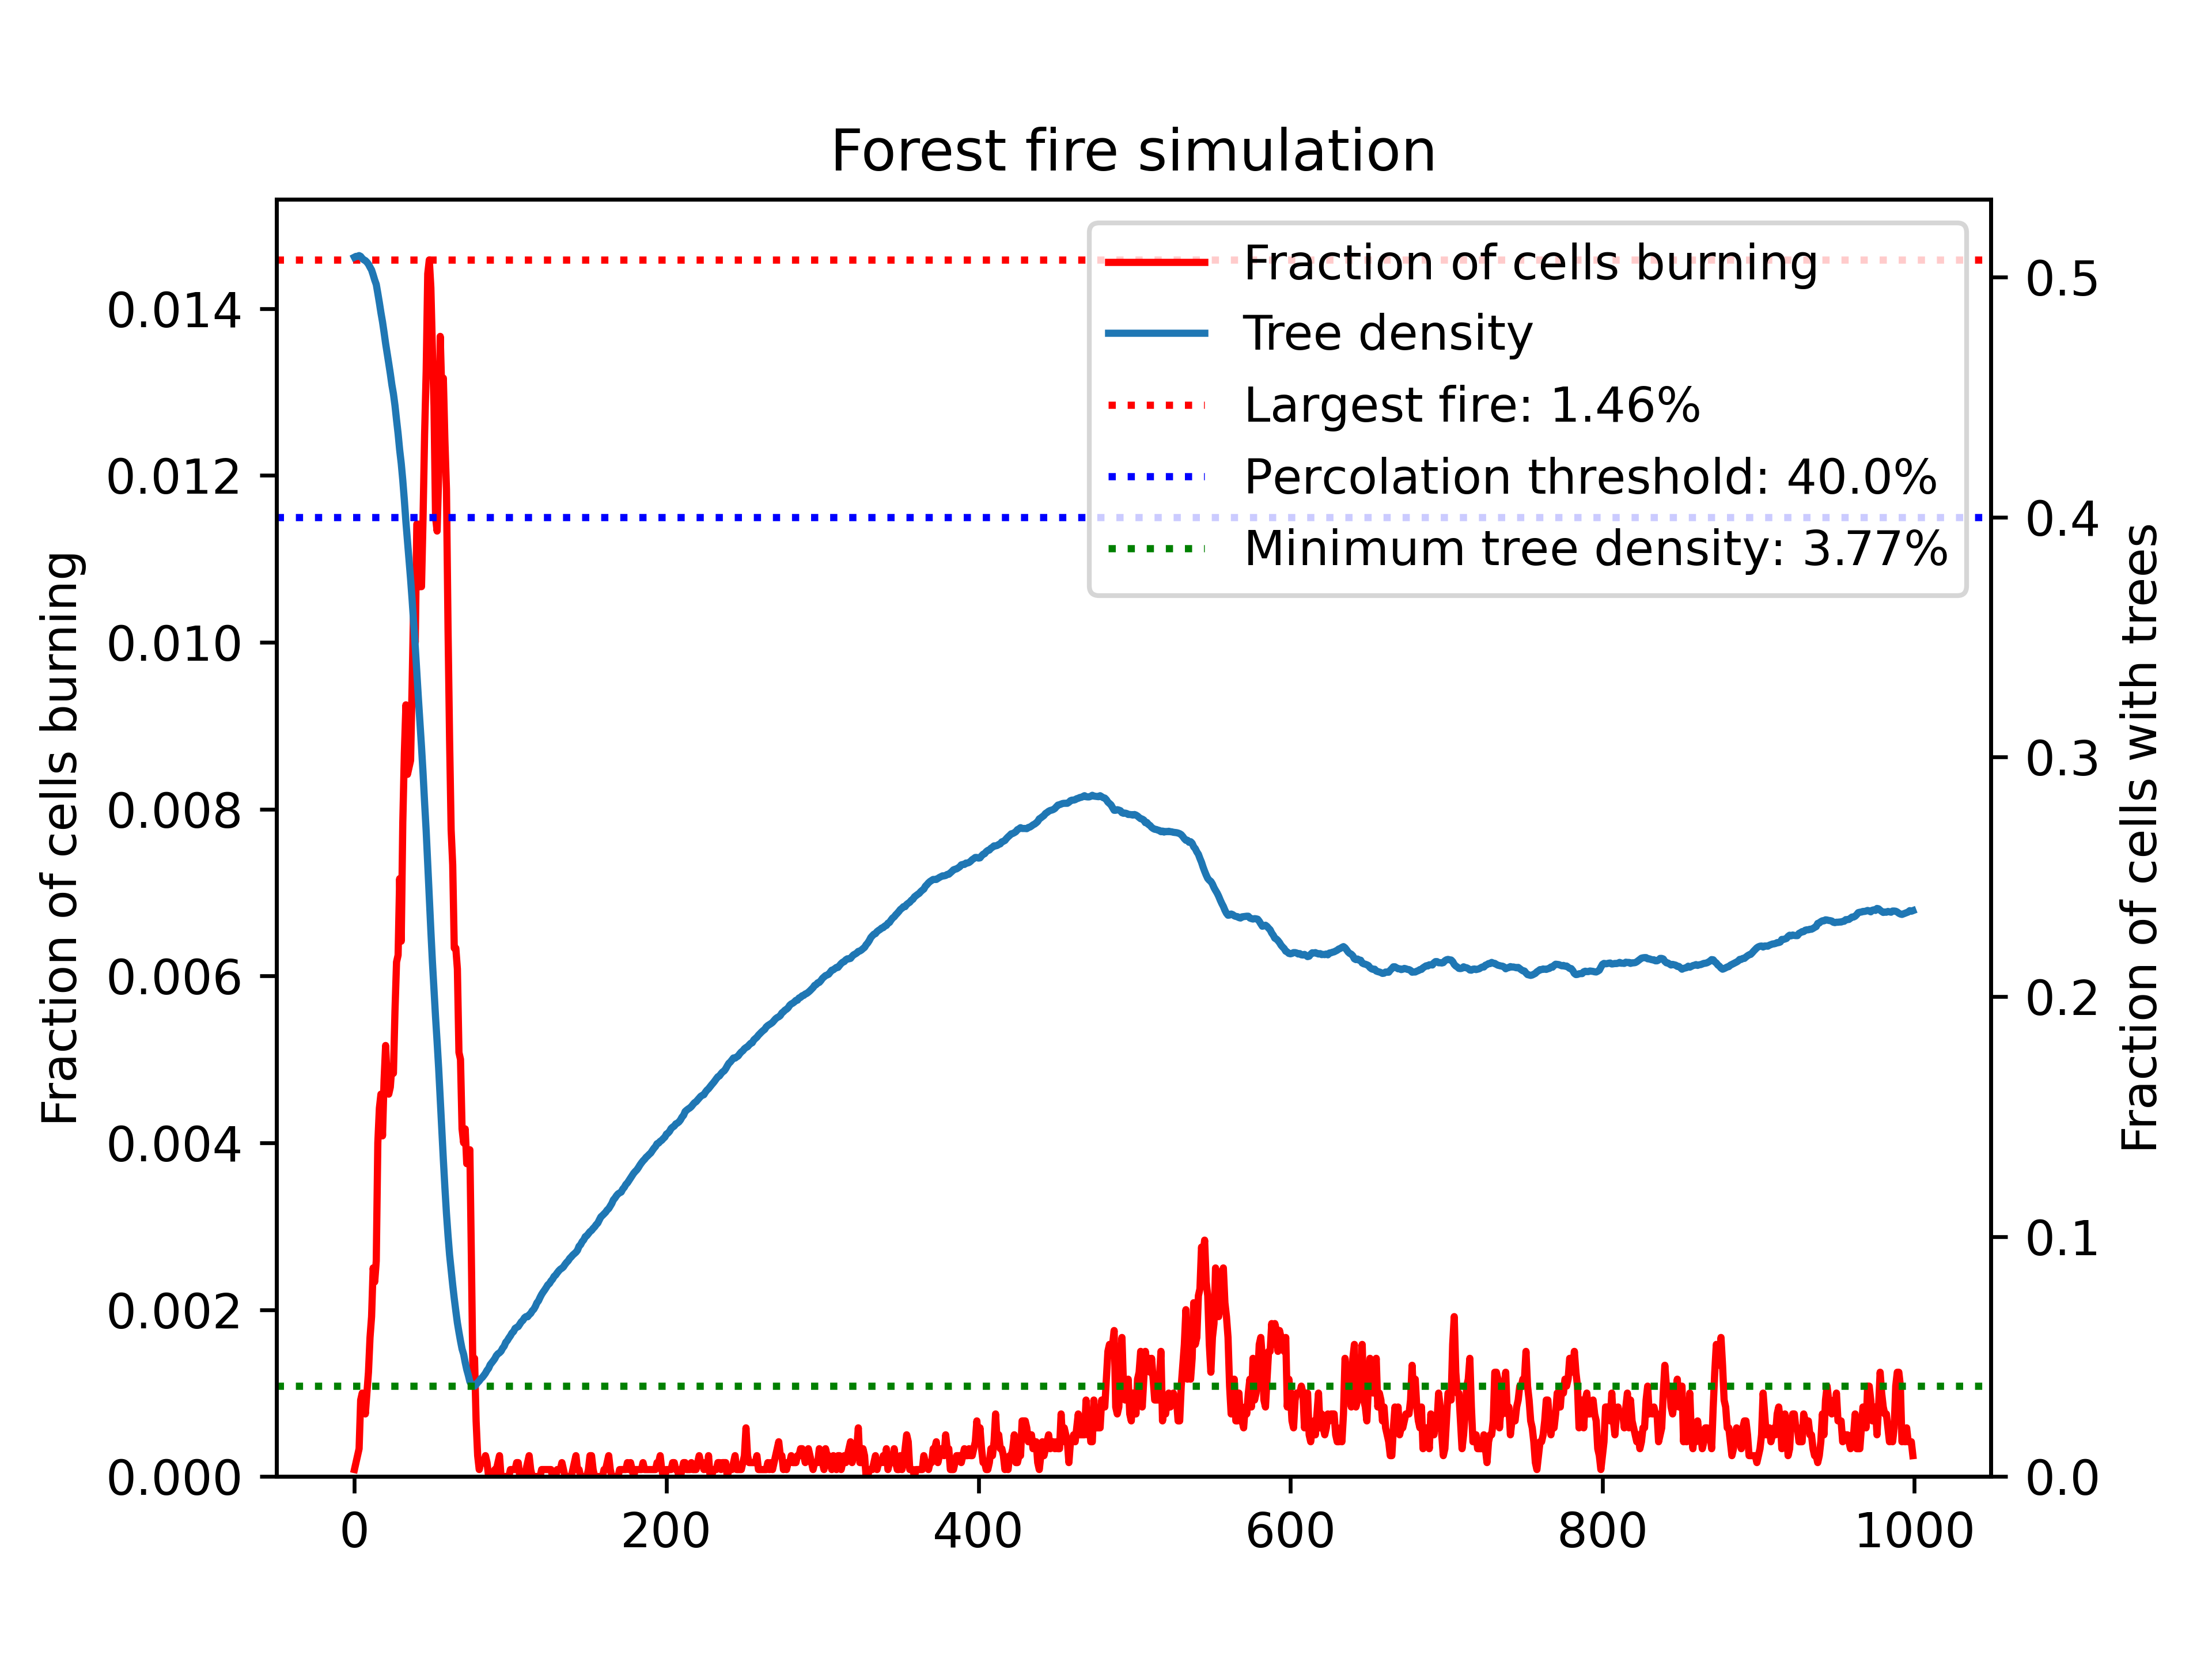 Forest fire simulation
Fraction of cells burning
Tree density
Largest fire: 1.46%
Percolation threshold: 40.0%
Minimum tree density: 3.77%
Fraction of cells burning
0.014
0.012
0.010
0.008
0.006
0.004
0.002
0.000
0.5
0.4
0.3
0.2
0.1
0.0
Fraction of cells with trees
0 200 400 600 800 1000